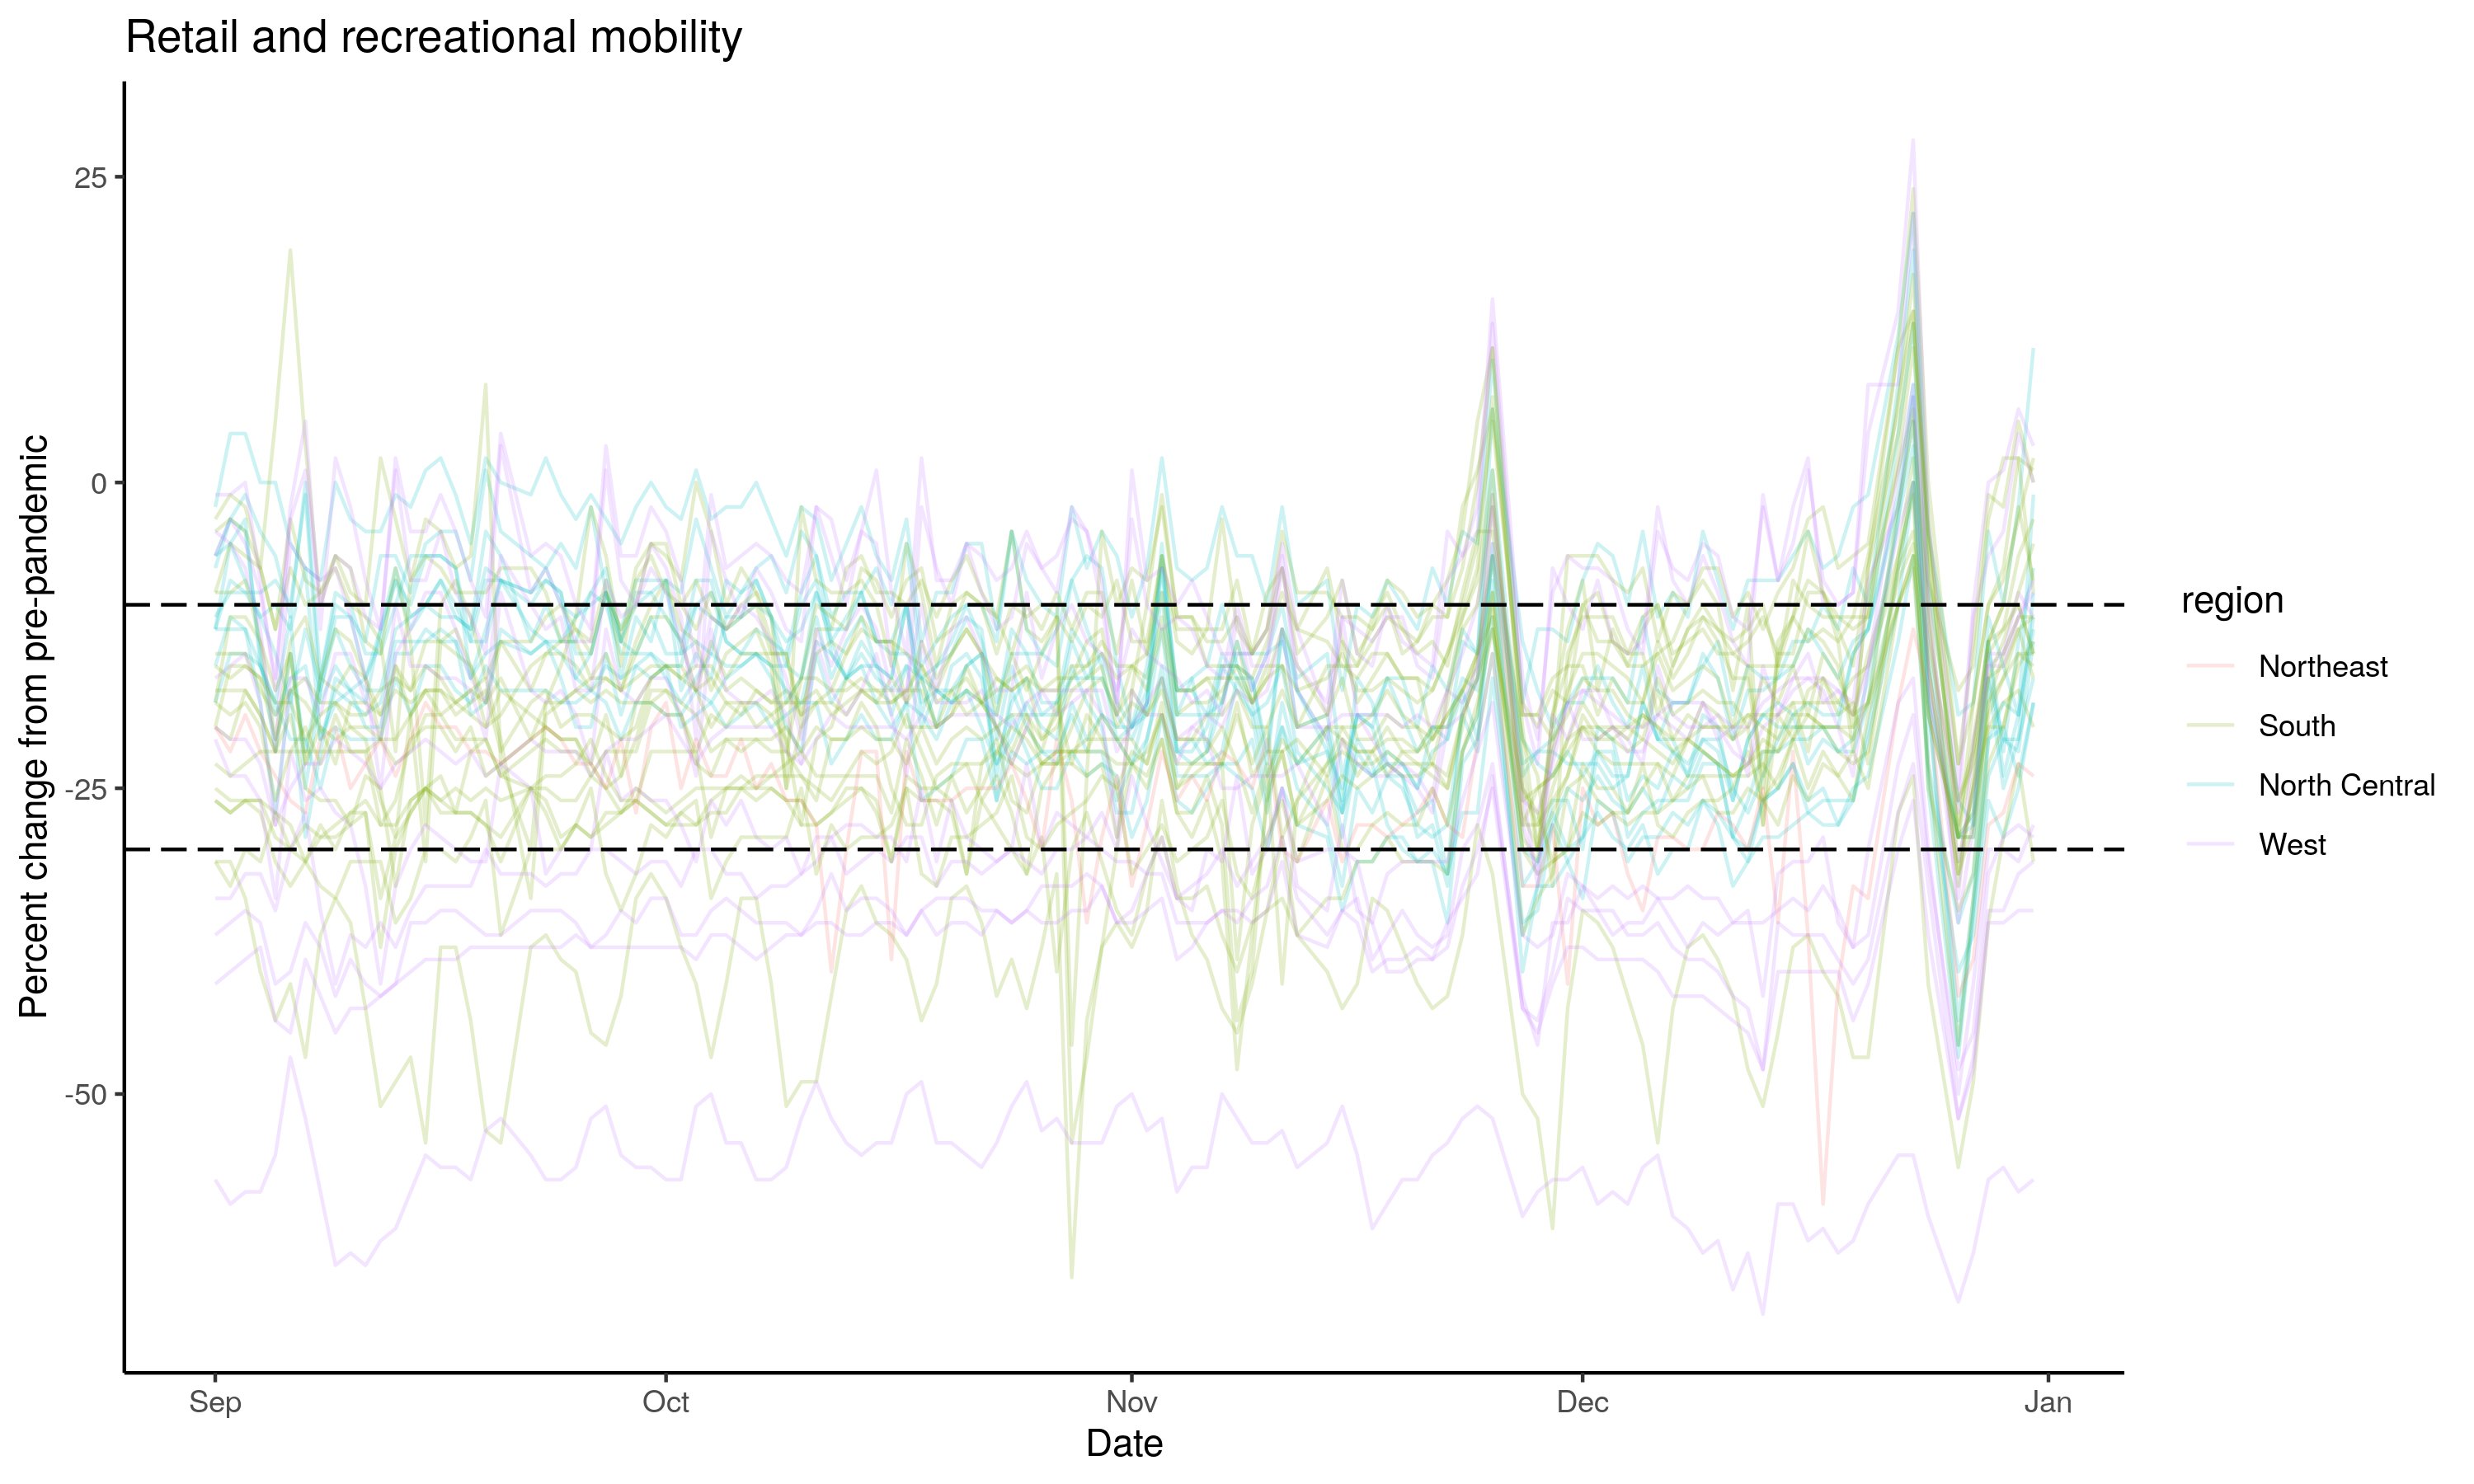 Retail and recreational mobility
Percent change from pre-pandemic
25
0
-25
-50
Sep
Oct
Nov
Dec
Jan
Date
region
Northeast
South
North Central
West